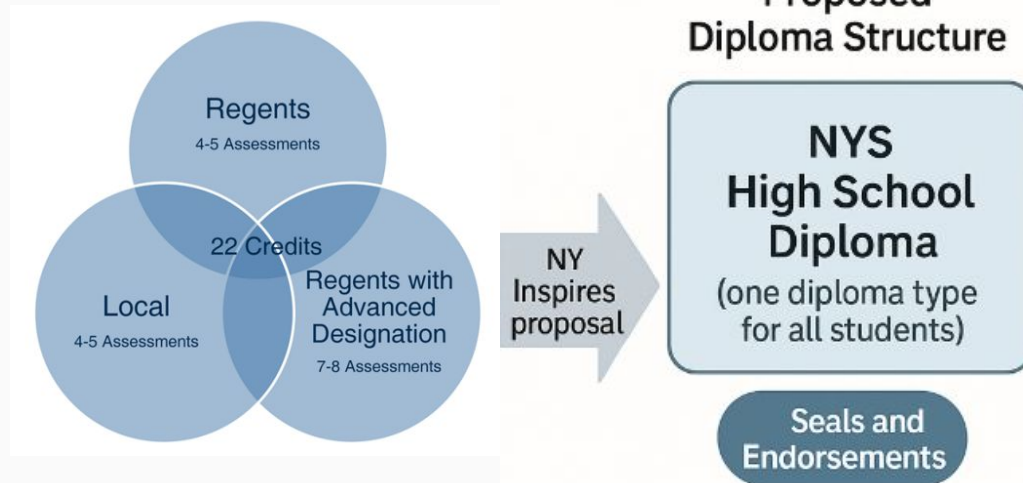 Regents
4-5 Assessments
22 Credits
Local
4-5 Assessments
Regents with
Advanced
Designation
7-8 Assessments
NY
Inspires
proposal
Proposed
Diploma Structure
NYS
High School
Diploma
(one diploma type
for all students)
Seals and
Endorsements